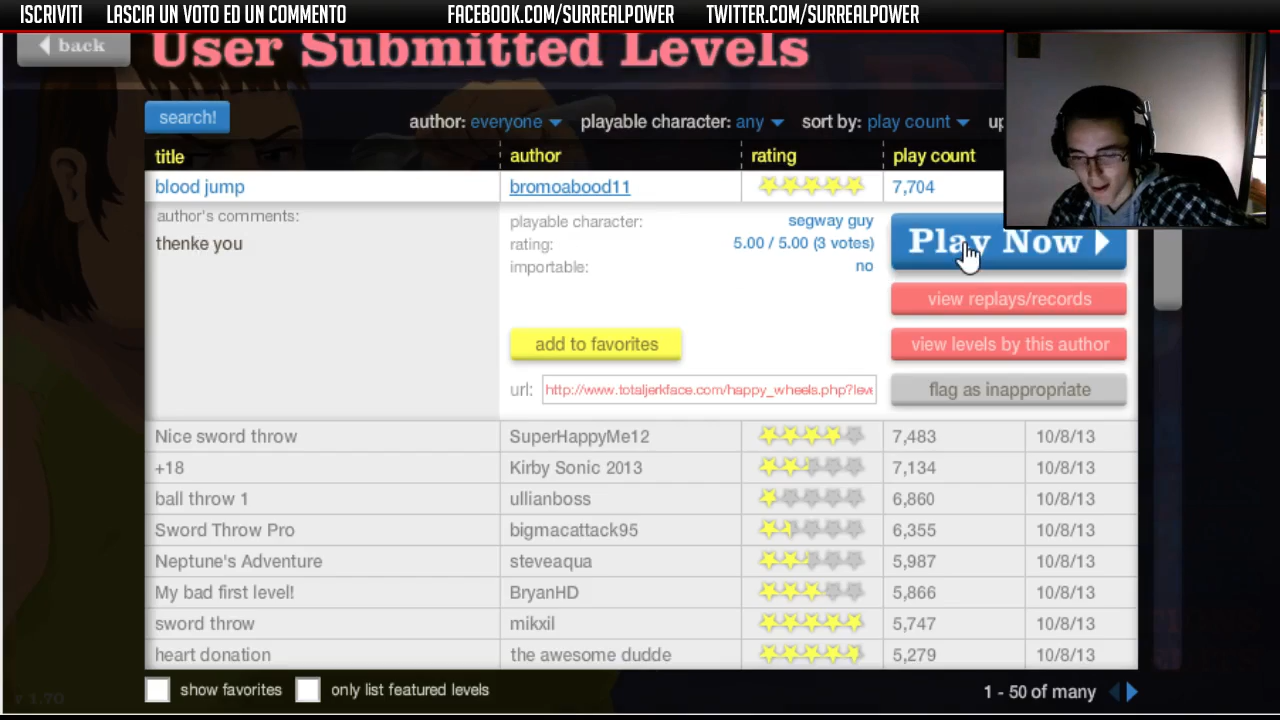 ISCRIVITI LASCIA UN VOTO ED UN COMMENTO FACEBOOK.COM/SURREALPOWER TWITTER.COM/SURREALPOWER
back User Submitted Levels
search! author: everyone playable character: any sort by: play count up
title author rating play count
blood jump bromoabood11 7,704
author's comments: playable character: segway guy
thenke you rating: 5.00 / 5.00 (3 votes) Play Now
importable: no
view replays/records
add to favorites view levels by this author
url: http://www.totaljerkface.com/happy_wheels.php?leve flag as inappropriate
Nice sword throw SuperHappyMe12 7,483 10/8/13
+18 Kirby Sonic 2013 7,134 10/8/13
ball throw 1 ullianboss 6,860 10/8/13
Sword Throw Pro bigmacattack95 6,355 10/8/13
Neptune's Adventure steveaqua 5,987 10/8/13
My bad first level! BryanHD 5,866 10/8/13
sword throw mikxil 5,747 10/8/13
heart donation the awesome dudde 5,279 10/8/13
v 1.70 show favorites only list featured levels 1 - 50 of many